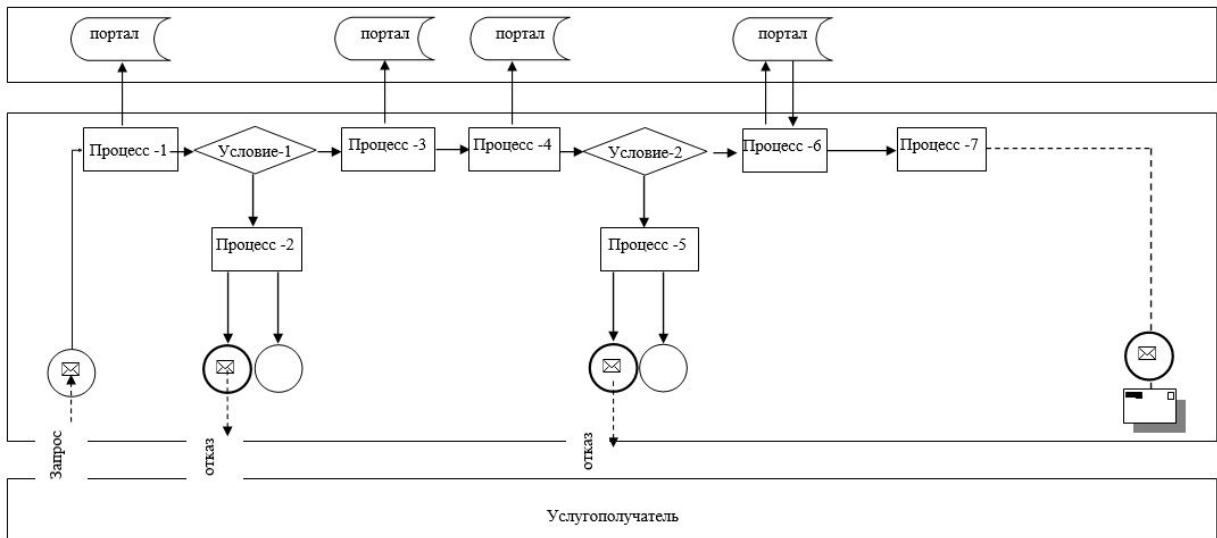 портал
портал
портал
портал
Процесс -1
Условие-1
Процесс -3
Процесс -4
Условие-2
Процесс -6
Процесс -7
Процесс -2
Процесс -5
Запрос
отказ
отказ
Услугополучатель